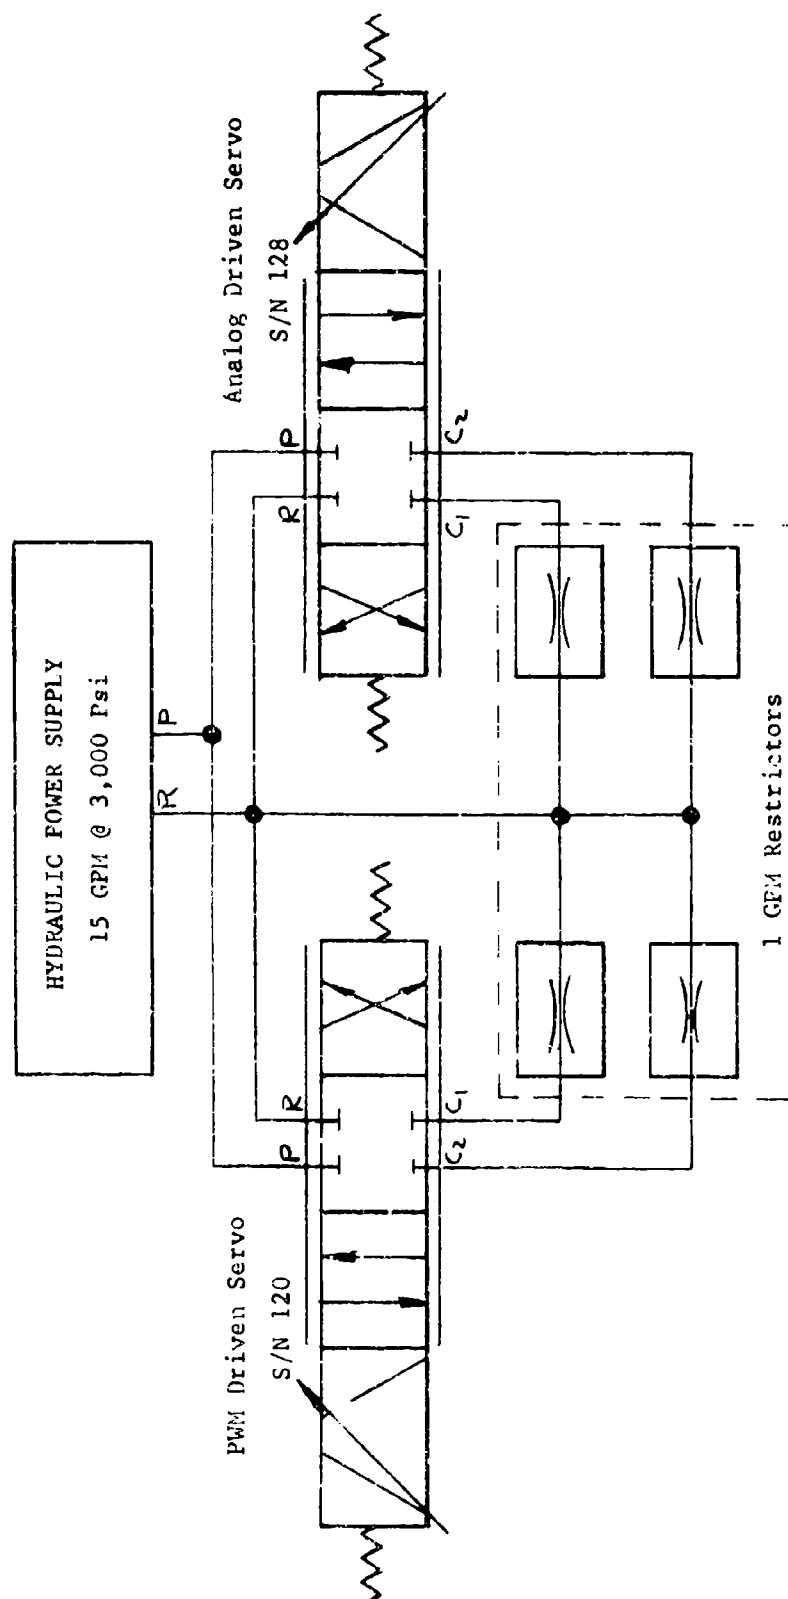 HYDRAULIC POWER SUPPLY
15 GPM @ 3,000 Psi
R
P
PWM Driven Servo
S/N 120
Analog Driven Servo
S/N 128
P
R
R
P
C2
C1
C1
C2
1 GPM Restrictors